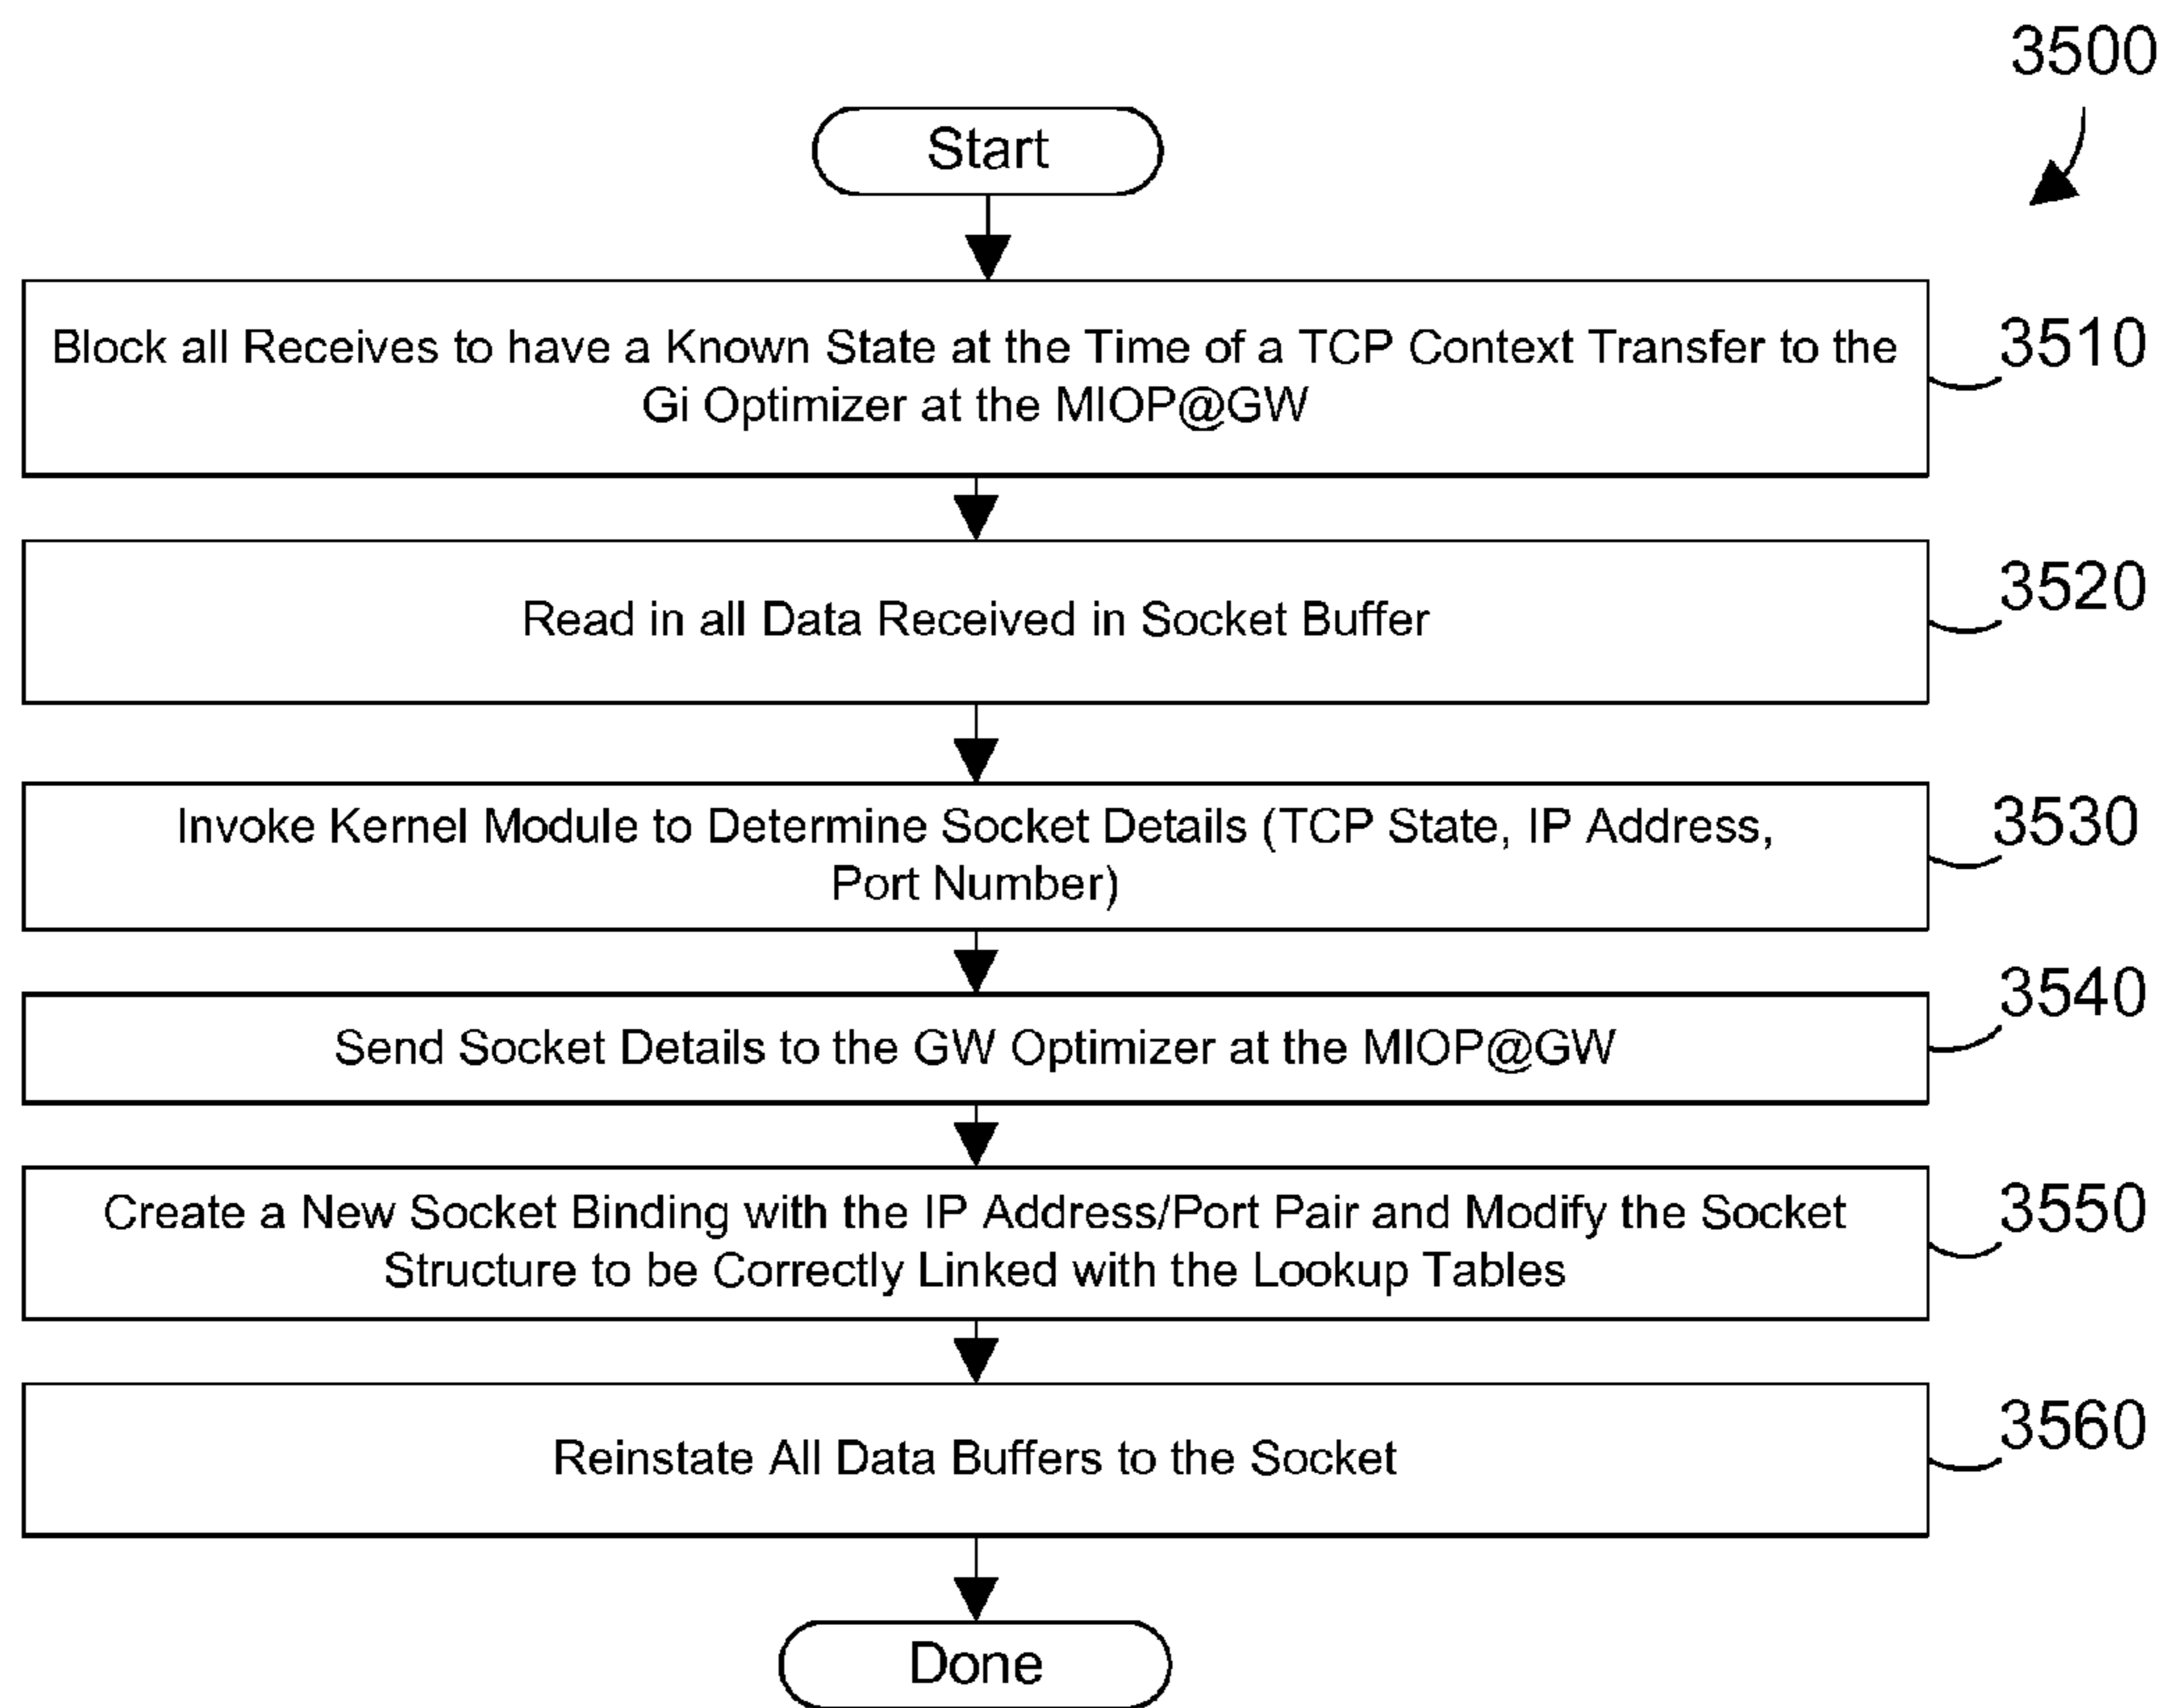 3500
Start
Block all Receives to have a Known State at the Time of a TCP Context Transfer to the
Gi Optimizer at the MIOP@GW
3510
Read in all Data Received in Socket Buffer
3520
Invoke Kernel Module to Determine Socket Details (TCP State, IP Address,
Port Number)
3530
Send Socket Details to the GW Optimizer at the MIOP@GW
3540
Create a New Socket Binding with the IP Address/Port Pair and Modify the Socket
Structure to be Correctly Linked with the Lookup Tables
3550
Reinstate All Data Buffers to the Socket
3560
Done